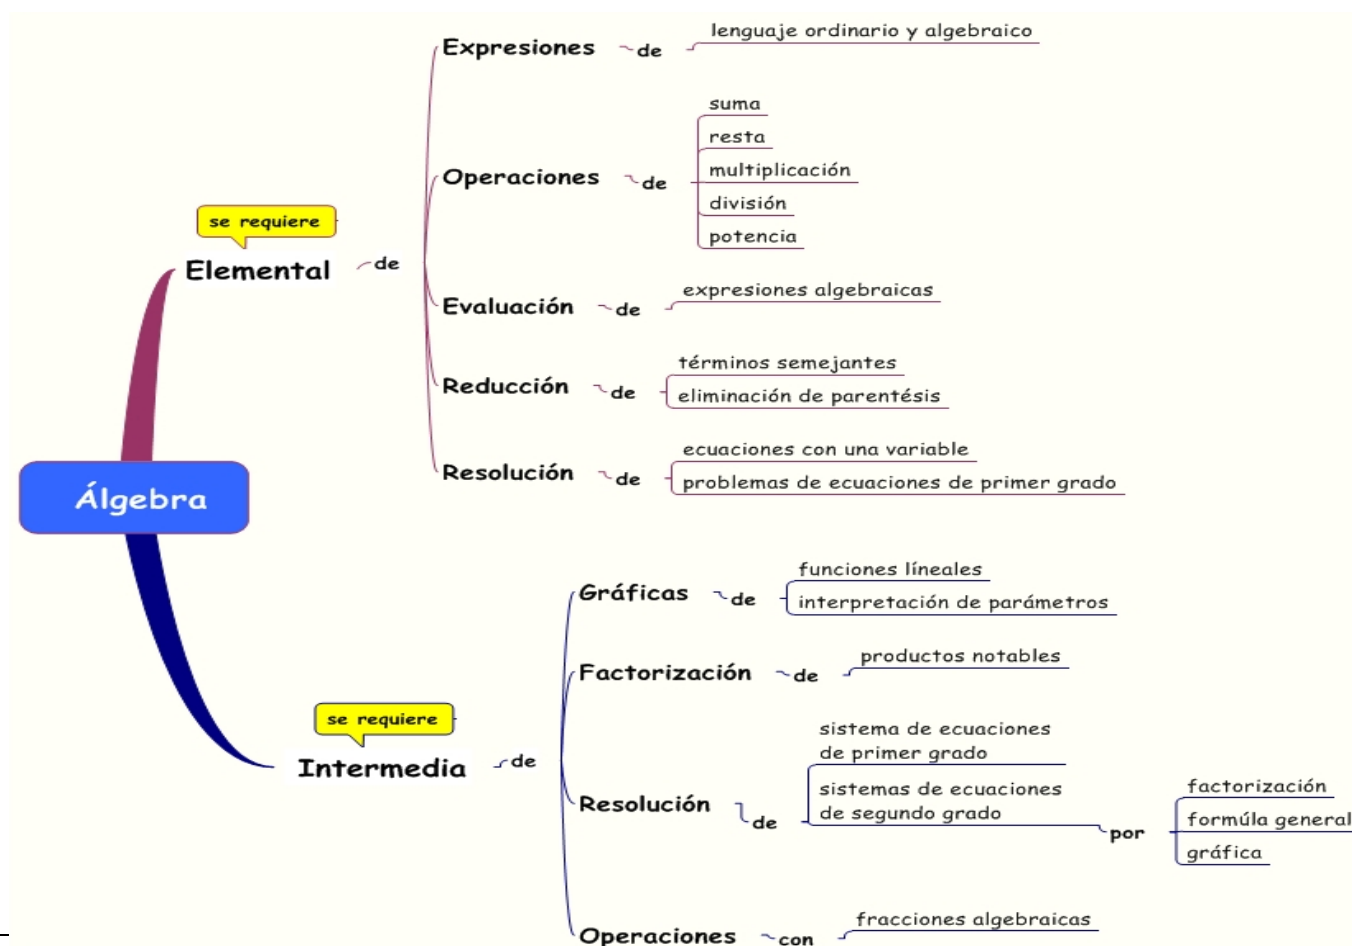 Álgebra
se requiere
Elemental de
Expresiones de lenguaje ordinario y algebraico
Operaciones de
suma
resta
multiplicación
división
potencia
Evaluación de expresiones algebraicas
Reducción de
términos semejantes
eliminación de parentésis
Resolución de
ecuaciones con una variable
problemas de ecuaciones de primer grado
se requiere
Intermedia de
Gráficas de
funciones líneales
interpretación de parámetros
Factorización de productos notables
Resolución de
sistema de ecuaciones
de primer grado
sistemas de ecuaciones
de segundo grado
por
factorización
formúla general
gráfica
Operaciones con fracciones algebraicas